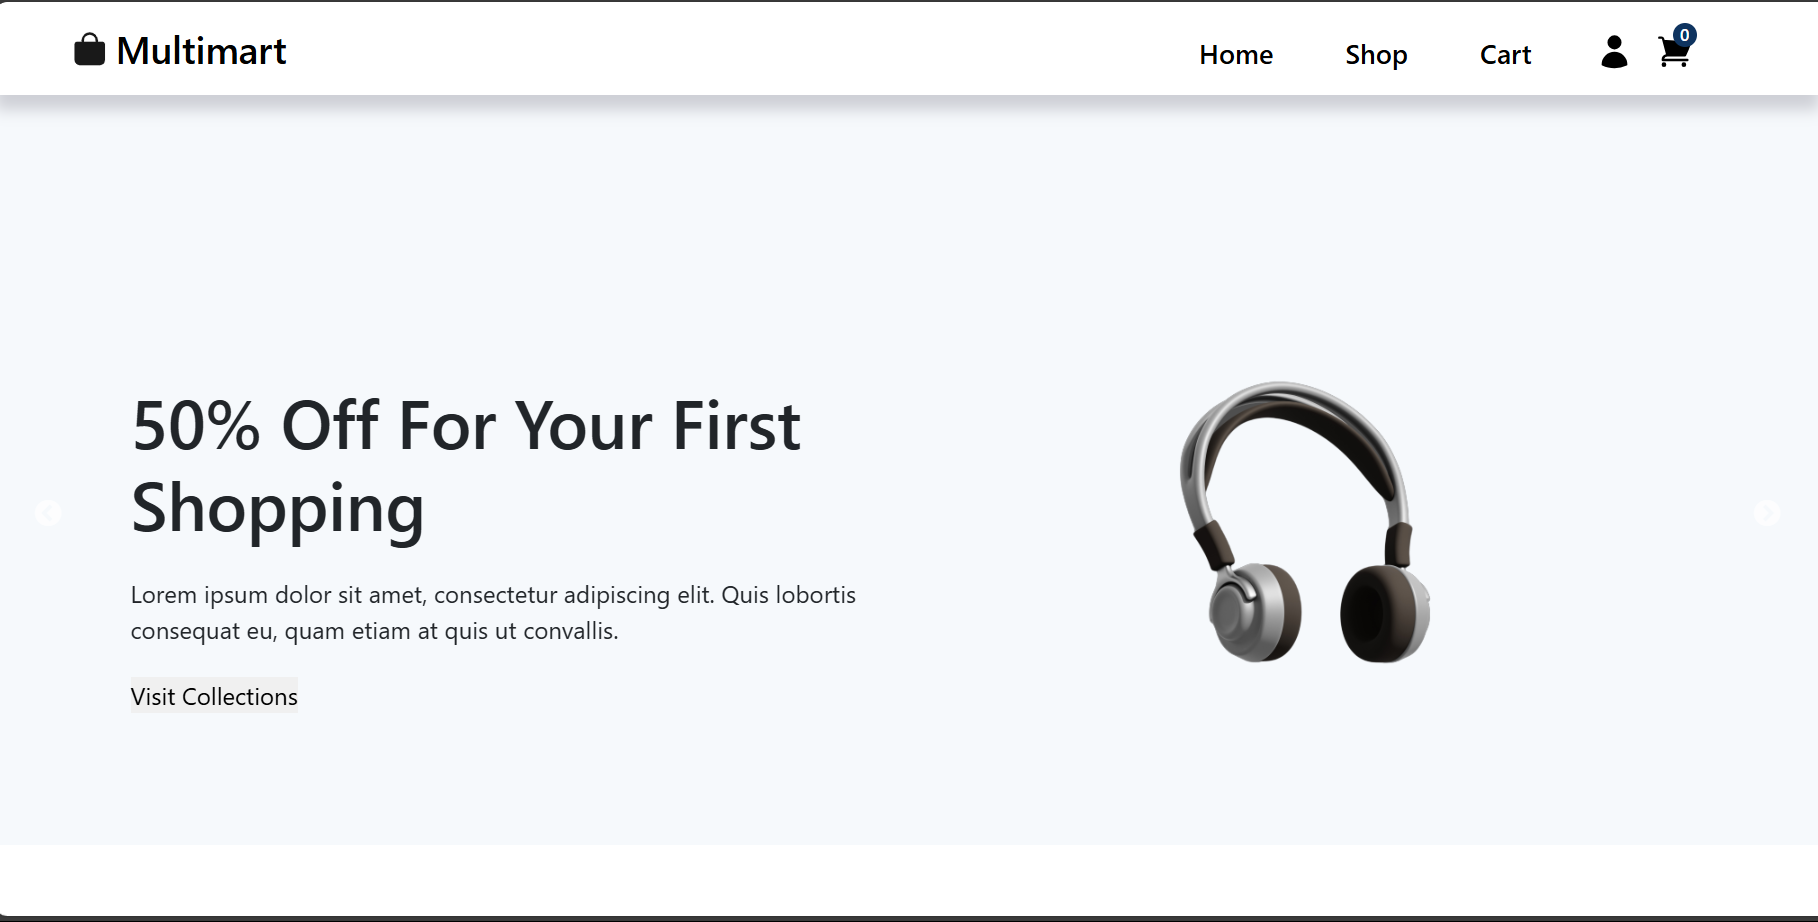 Multimart
Home Shop Cart 0
50% Off For Your First
Shopping
Lorem ipsum dolor sit amet, consectetur adipiscing elit. Quis lobortis
consequat eu, quam etiam at quis ut convallis.
Visit Collections